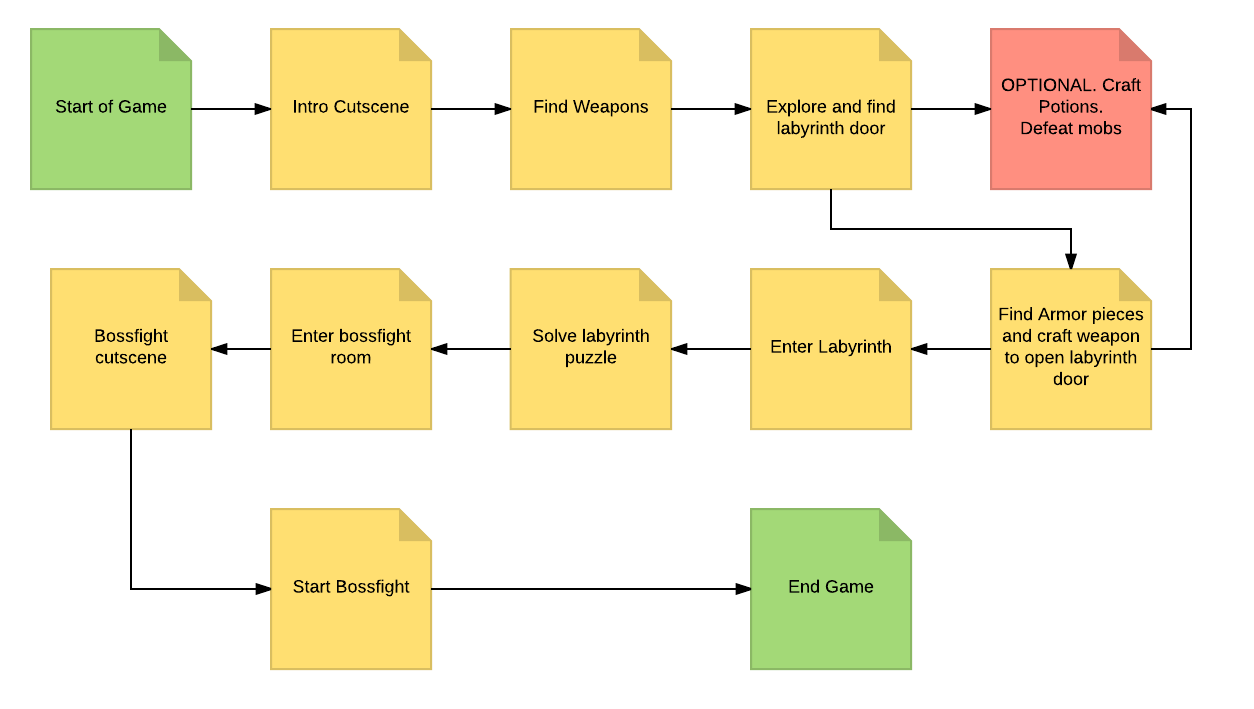 Start of Game
Intro Cutscene
Find Weapons
Explore and find
labyrinth door
OPTIONAL. Craft
Potions.
Defeat mobs
Bossfight
cutscene
Enter bossfight
room
Solve labyrinth
puzzle
Enter Labyrinth
Find Armor pieces
and craft weapon
to open labyrinth
door
Start Bossfight
End Game